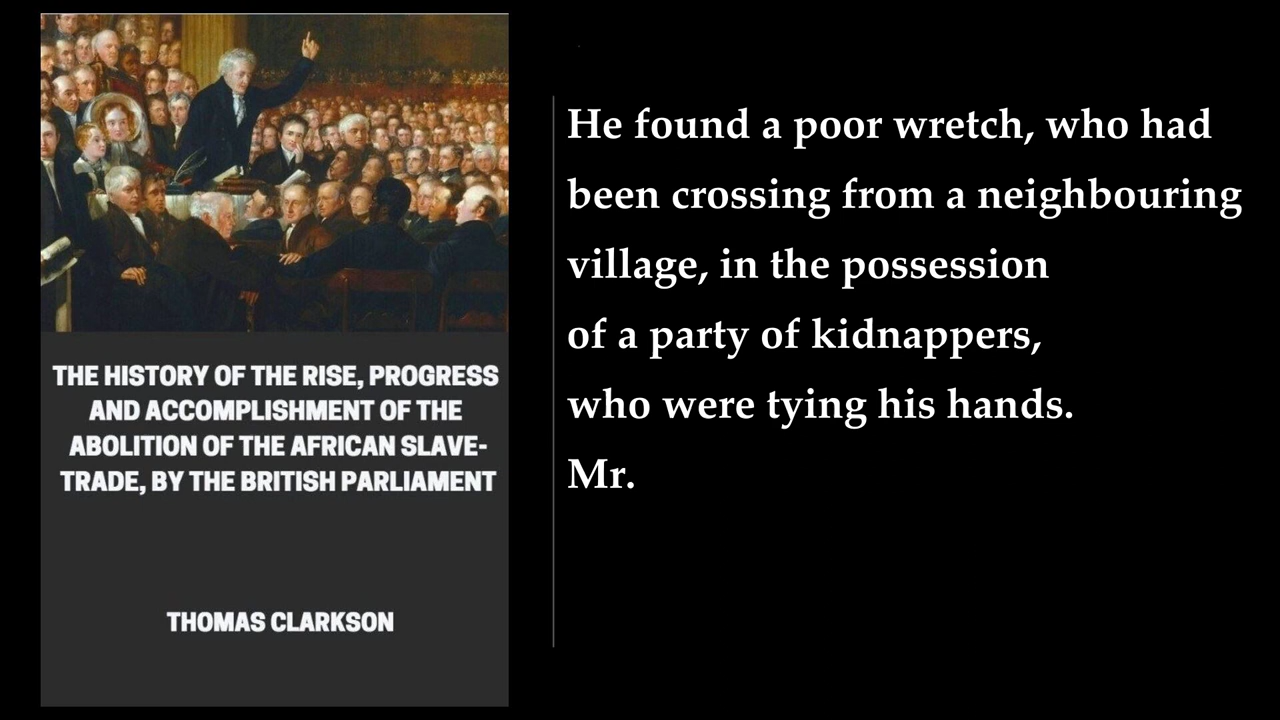 THE HISTORY OF THE RISE, PROGRESS
AND ACCOMPLISHMENT OF THE
ABOLITION OF THE AFRICAN SLAVE-
TRADE, BY THE BRITISH PARLIAMENT
THOMAS CLARKSON
He found a poor wretch, who had
been crossing from a neighbouring
village, in the possession
of a party of kidnappers,
who were tying his hands.
Mr.